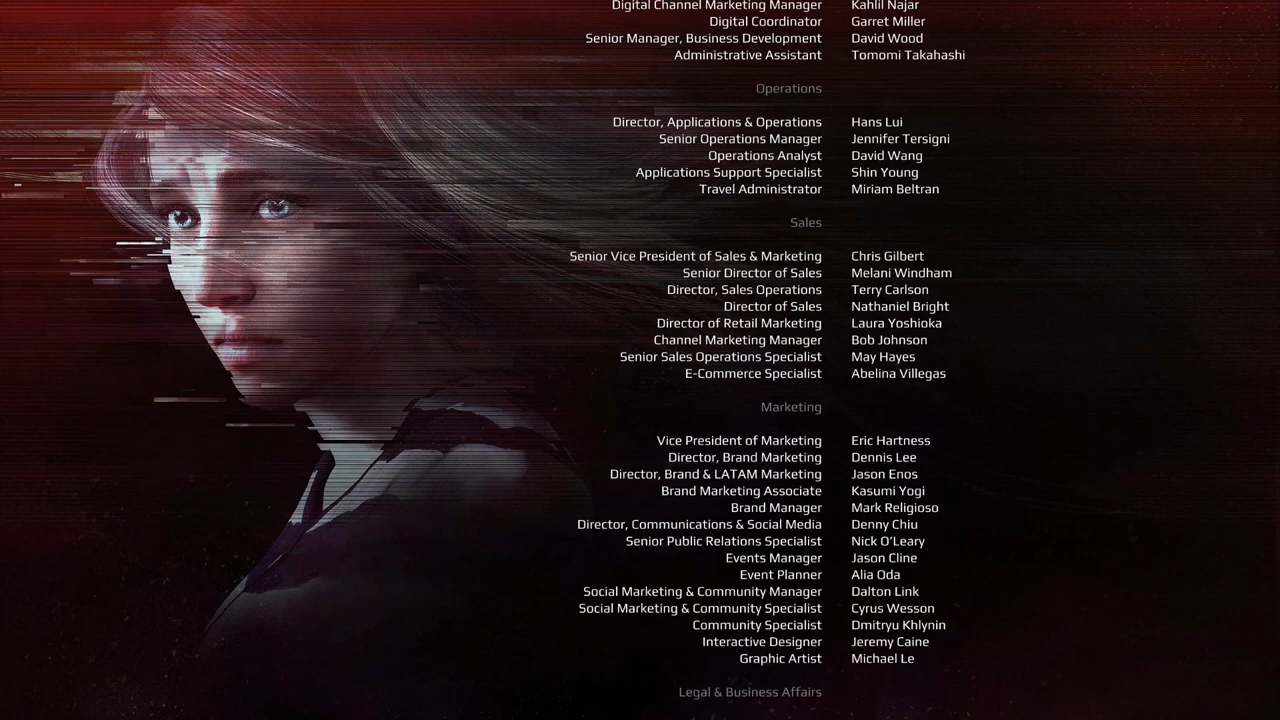 Digital Channel Marketing Manager Kahlil Najar
Digital Coordinator Garret Miller
Senior Manager, Business Development David Wood
Administrative Assistant Tomomi Takahashi
Operations
Director, Applications & Operations Hans Lui
Senior Operations Manager Jennifer Tersigni
Operations Analyst David Wang
Applications Support Specialist Shin Young
Travel Administrator Miriam Beltran
Sales
Senior Vice President of Sales & Marketing Chris Gilbert
Senior Director of Sales Melani Windham
Director, Sales Operations Terry Carlson
Director of Sales Nathaniel Bright
Director of Retail Marketing Laura Yoshioka
Channel Marketing Manager Bob Johnson
Senior Sales Operations Specialist May Hayes
E-Commerce Specialist Abelina Villegas
Marketing
Vice President of Marketing Eric Hartness
Director, Brand Marketing Dennis Lee
Director, Brand & LATAM Marketing Jason Enos
Brand Marketing Associate Kasumi Yogi
Brand Manager Mark Religioso
Director, Communications & Social Media Denny Chiu
Senior Public Relations Specialist Nick O’Leary
Events Manager Jason Cline
Event Planner Alia Oda
Social Marketing & Community Manager Dalton Link
Social Marketing & Community Specialist Cyrus Wesson
Community Specialist Dmitryu Khlynin
Interactive Designer Jeremy Caine
Graphic Artist Michael Le
Legal & Business Affairs